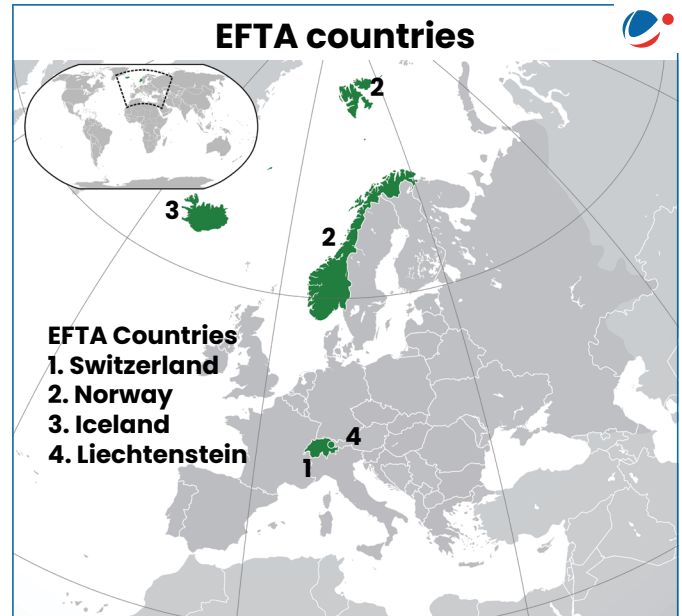 EFTA countries
2
3
2
EFTA Countries
1. Switzerland
2. Norway
3. Iceland
4. Liechtenstein
4
1